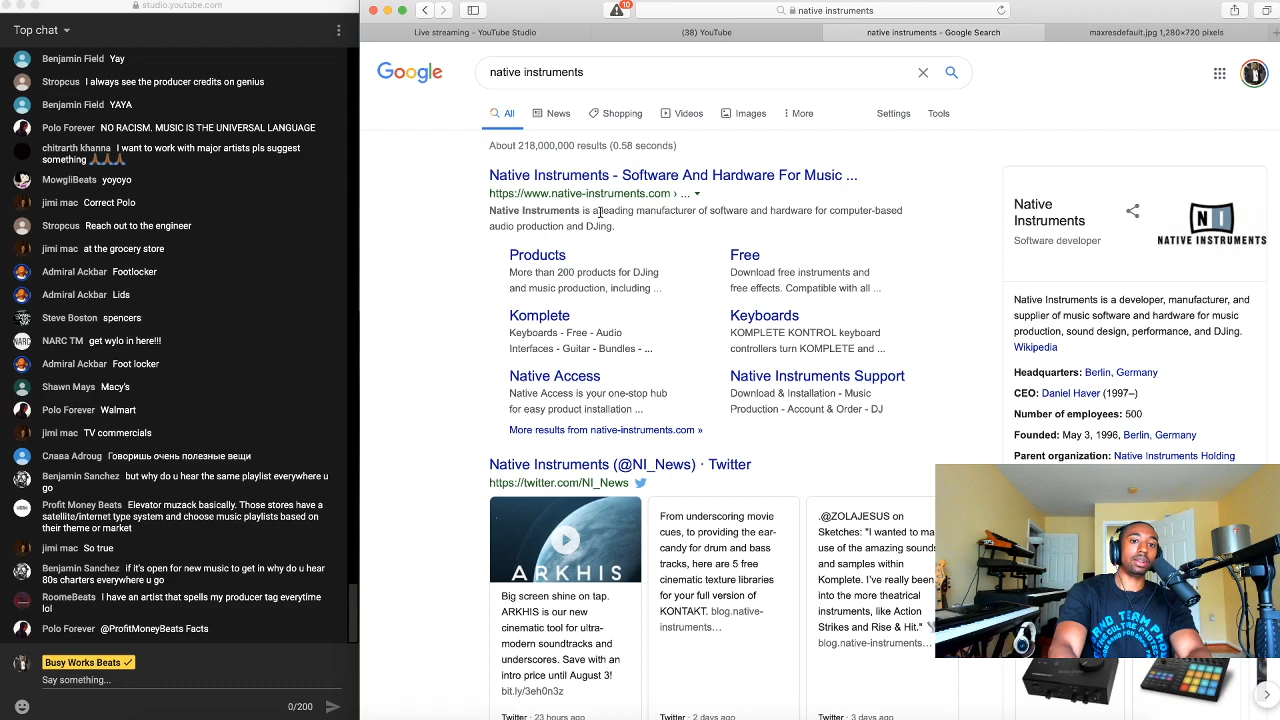 studio.youtube.com
Top chat
Benjamin Field Yay
Stropcus I always see the producer credits on genius
Benjamin Field YAYA
Polo Forever NO RACISM. MUSIC IS THE UNIVERSAL LANGUAGE
chitrarth khanna I want to work with major artists pls suggest
something 🙏🏾🙏🏾🙏🏾
MowgliBeats yoyoyo
jimi mac Correct Polo
Stropcus Reach out to the engineer
jimi mac at the grocery store
Admiral Ackbar Footlocker
Admiral Ackbar Lids
Steve Boston spencers
NARC TM get wylo in here!!!
Admiral Ackbar Foot locker
Shawn Mays Macy's
Polo Forever Walmart
jimi mac TV commercials
Слава Adroug Говоришь очень полезные вещи
Benjamin Sanchez but why do u hear the same playlist everywhere u
go
Profit Money Beats Elevator muzack basically. Those stores have a
satellite/internet type system and choose music playlists based on
their theme or market
jimi mac So true
Benjamin Sanchez if it's open for new music to get in why do u hear
80s charters everywhere u go
RoomeBeats I have an artist that spells my producer tag everytime
lol
Polo Forever @ProfitMoneyBeats Facts
Busy Works Beats
Say something...
0/200
10
native instruments
Live streaming - YouTube Studio
(38) YouTube
native instruments - Google Search
maxresdefault.jpg 1,280×720 pixels
Google
native instruments
All
News
Shopping
Videos
Images
More
Settings
Tools
About 218,000,000 results (0.58 seconds)
Native Instruments - Software And Hardware For Music ...
https://www.native-instruments.com › ...
Native Instruments is a leading manufacturer of software and hardware for computer-based
audio production and DJing.
Products
More than 200 products for DJing
and music production, including ...
Free
Download free instruments and
free effects. Compatible with all ...
Komplete
Keyboards - Free - Audio
Interfaces - Guitar - Bundles - ...
Keyboards
KOMPLETE KONTROL keyboard
controllers turn KOMPLETE and ...
Native Access
Native Access is your one-stop hub
for easy product installation ...
Native Instruments Support
Download & Installation - Music
Production - Account & Order - DJ
More results from native-instruments.com »
Native Instruments (@NI_News) · Twitter
https://twitter.com/NI_News
ARKHIS
Big screen shine on tap.
ARKHIS is our new
cinematic tool for ultra-
modern soundtracks and
underscores. Save with an
intro price until August 3!
bit.ly/3eh0n3z
Twitter · 23 hours ago
From underscoring movie
cues, to providing the ear-
candy for drum and bass
tracks, here are 5 free
cinematic texture libraries
for your full version of
KONTAKT. blog.native-
instruments…
Twitter · 2 days ago
.@ZOLAJESUS on
Sketches: "I wanted to ma
use of the amazing sounds
and samples within
Komplete. I've really been
into the more theatrical
instruments, like Action
Strikes and Rise & Hit."
blog.native-instruments…
Twitter · 3 days ago
Native
Instruments
Software developer
NI
NATIVE INSTRUMENTS
Native Instruments is a developer, manufacturer, and
supplier of music software and hardware for music
production, sound design, performance, and DJing.
Wikipedia
Headquarters: Berlin, Germany
CEO: Daniel Haver (1997–)
Number of employees: 500
Founded: May 3, 1996, Berlin, Germany
Parent organization: Native Instruments Holding